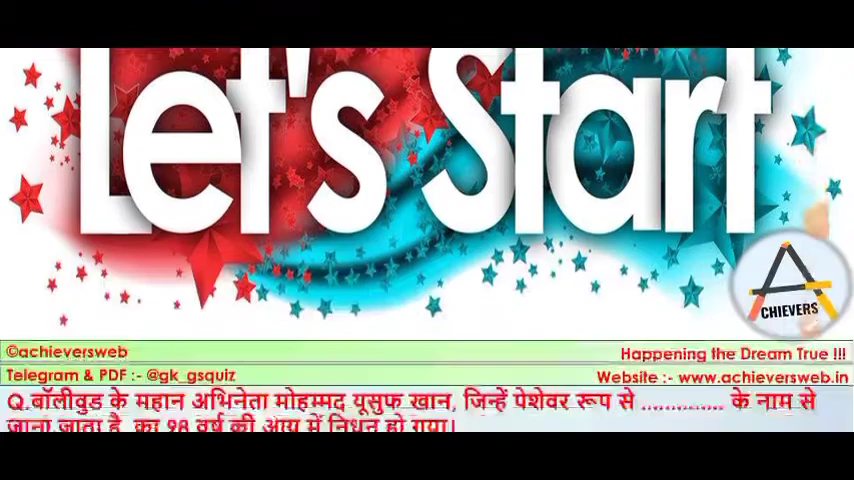 Let's Start
CHIEVERS
©achieversweb
Happening the Dream True !!!
Telegram & PDF :- @gk_gsquiz
Website :- www.achieversweb.in
Q.बॉलीवुड के महान अभिनेता मोहम्मद यूसुफ खान, जिन्हें पेशेवर रूप से ............ के नाम से
जाना जाता है, का 98 वर्ष की आयु में निधन हो गया।